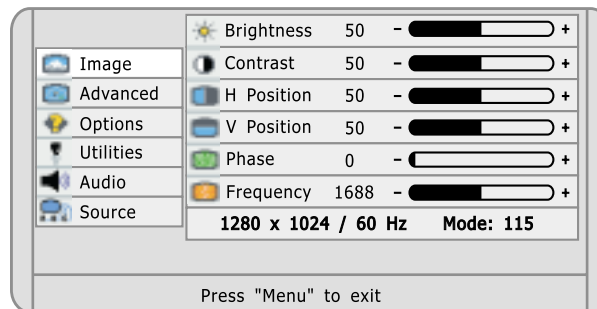 Image
Advanced
Options
Utilities
Audio
Source
Brightness 50 - +
Contrast 50 - +
H Position 50 - +
V Position 50 - +
Phase 0 - +
Frequency 1688 - +
1280 x 1024 / 60 Hz Mode: 115
Press "Menu" to exit